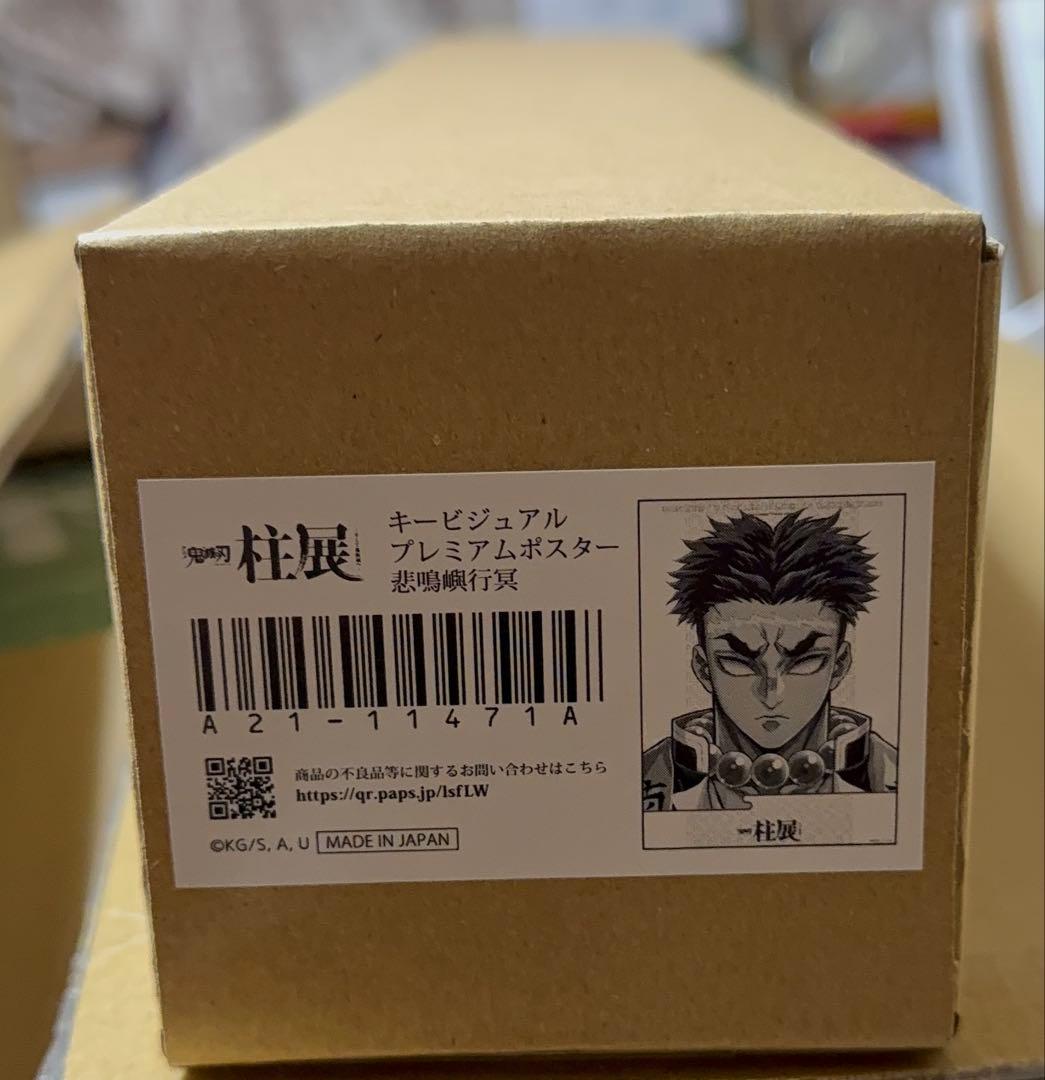 鬼滅の刃 柱展
キービジュアル
プレミアムポスター
悲鳴嶼行冥
A21-11471A
商品の不良品等に関するお問い合わせはこちら
https://qr.paps.jp/lsfLW
©KG/S, A, U MADE IN JAPAN
柱展